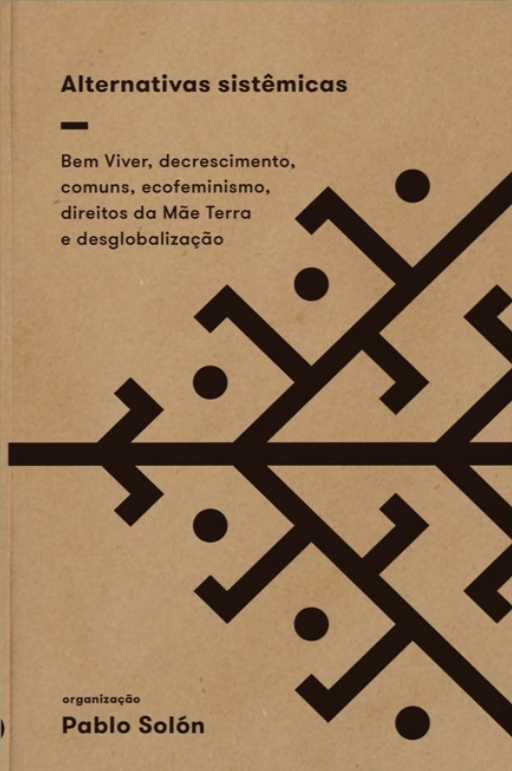 Alternativas sistêmicas
Bem Viver, decrescimento,
comuns, ecofeminismo,
direitos da Mãe Terra
e desglobalização
organização
Pablo Solón